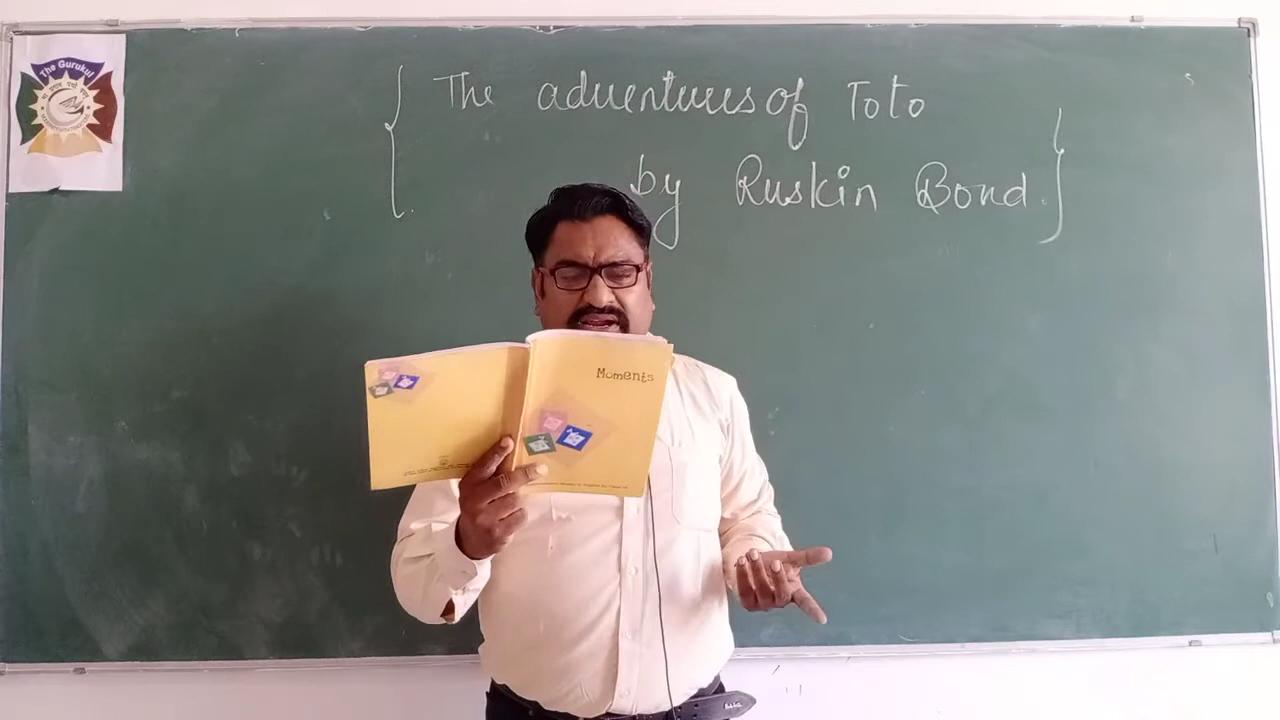 The Gurukul
The adventures of Toto
by Ruskin Bond.
Moments